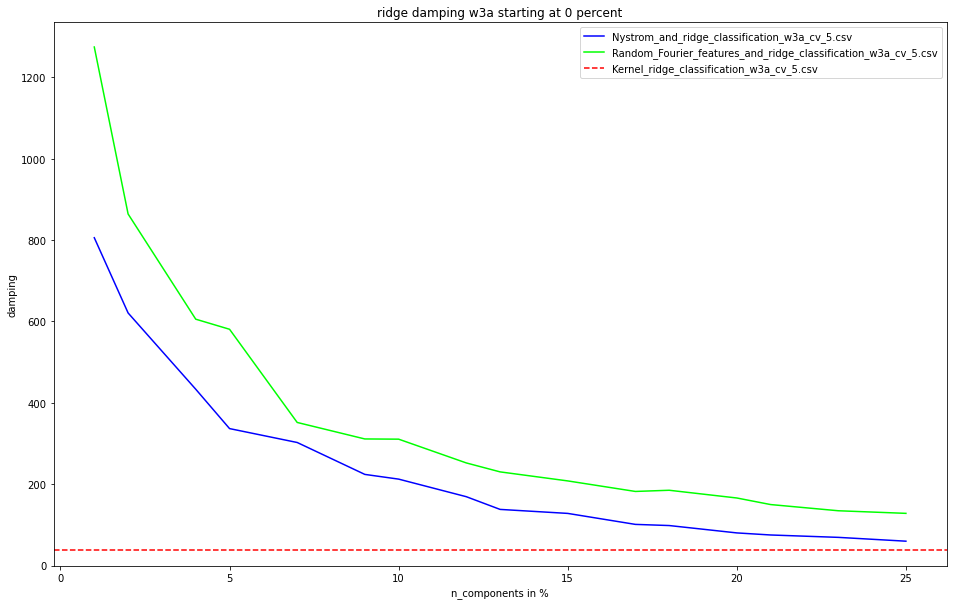 ridge damping w3a starting at 0 percent
Nystrom_and_ridge_classification_w3a_cv_5.csv
Random_Fourier_features_and_ridge_classification_w3a_cv_5.csv
Kernel_ridge_classification_w3a_cv_5.csv
1200
1000
800
600
400
200
0
damping
0 5 10 15 20 25
n_components in %